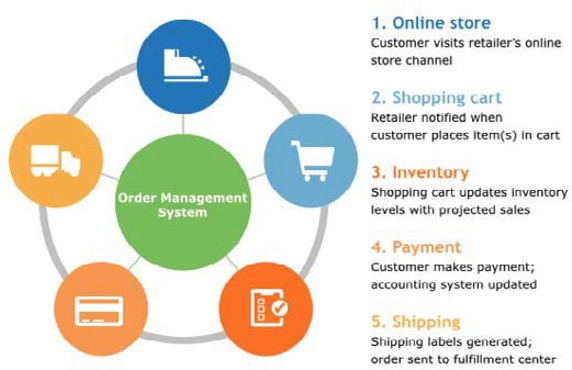 Order Management
System
1. Online store
Customer visits retailer's online
store channel
2. Shopping cart
Retailer notified when
customer places item(s) in cart
3. Inventory
Shopping cart updates inventory
levels with projected sales
4. Payment
Customer makes payment;
accounting system updated
5. Shipping
Shipping labels generated;
order sent to fulfillment center